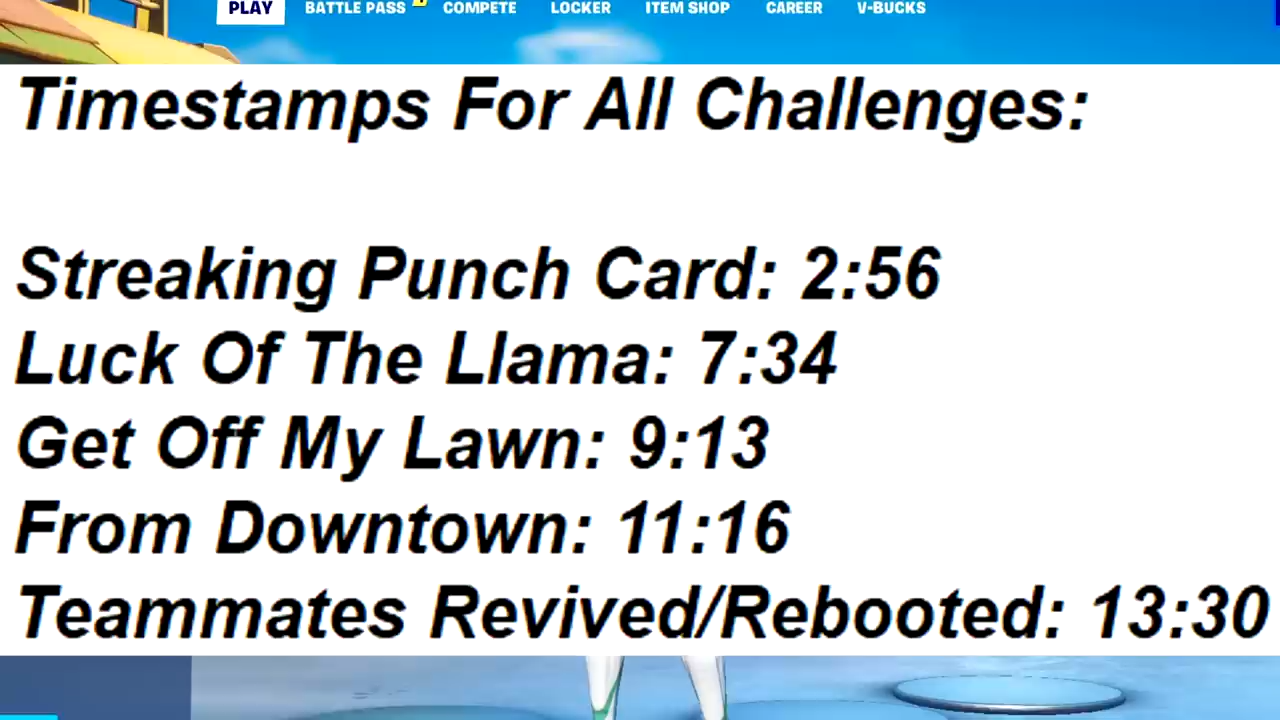 PLAY BATTLE PASS COMPETE LOCKER ITEM SHOP CAREER V-BUCKS
Timestamps For All Challenges:
Streaking Punch Card: 2:56
Luck Of The Llama: 7:34
Get Off My Lawn: 9:13
From Downtown: 11:16
Teammates Revived/Rebooted: 13:30